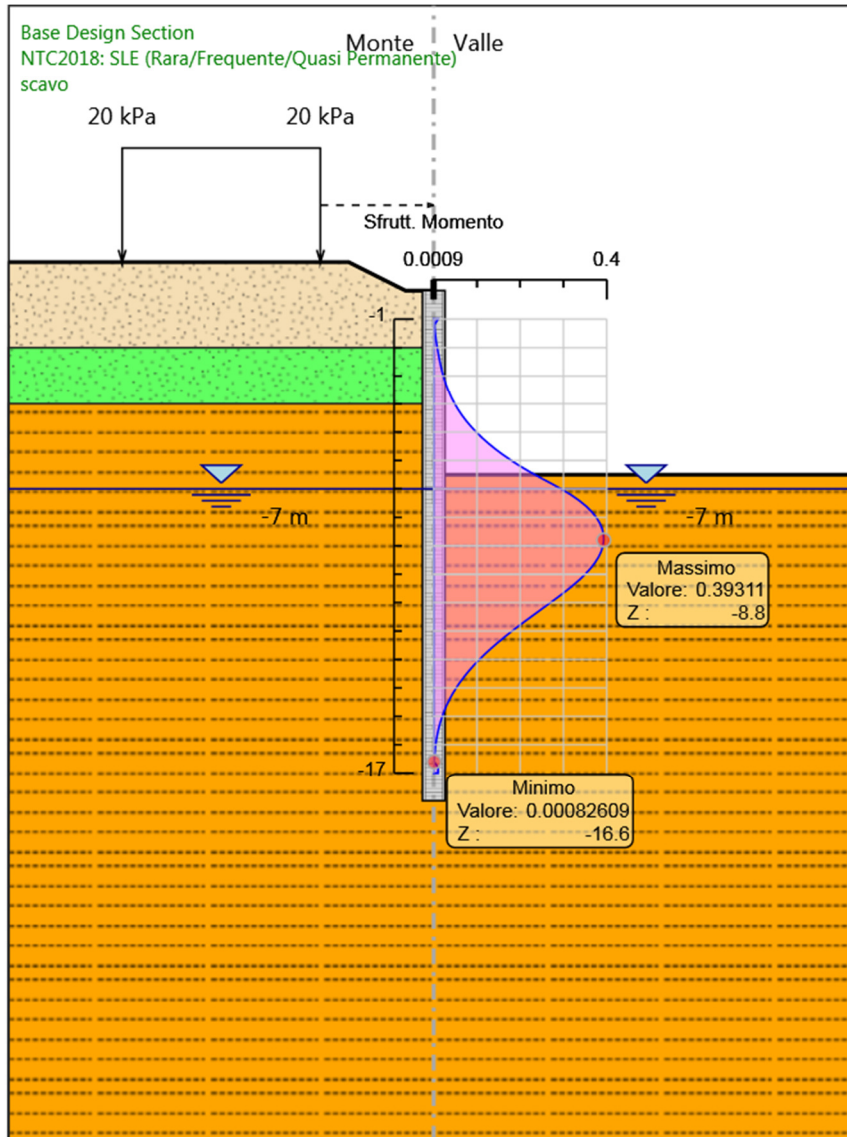 Base Design Section
Monte
Valle
NTC2018: SLE (Rara/Frequente/Quasi Permanente)
scavo
20 kPa
20 kPa
Sfrutt. Momento
0.0009
0.4
-1
-7 m
-7 m
Massimo
Valore: 0.39311
Z : -8.8
-17
Minimo
Valore: 0.00082609
Z : -16.6